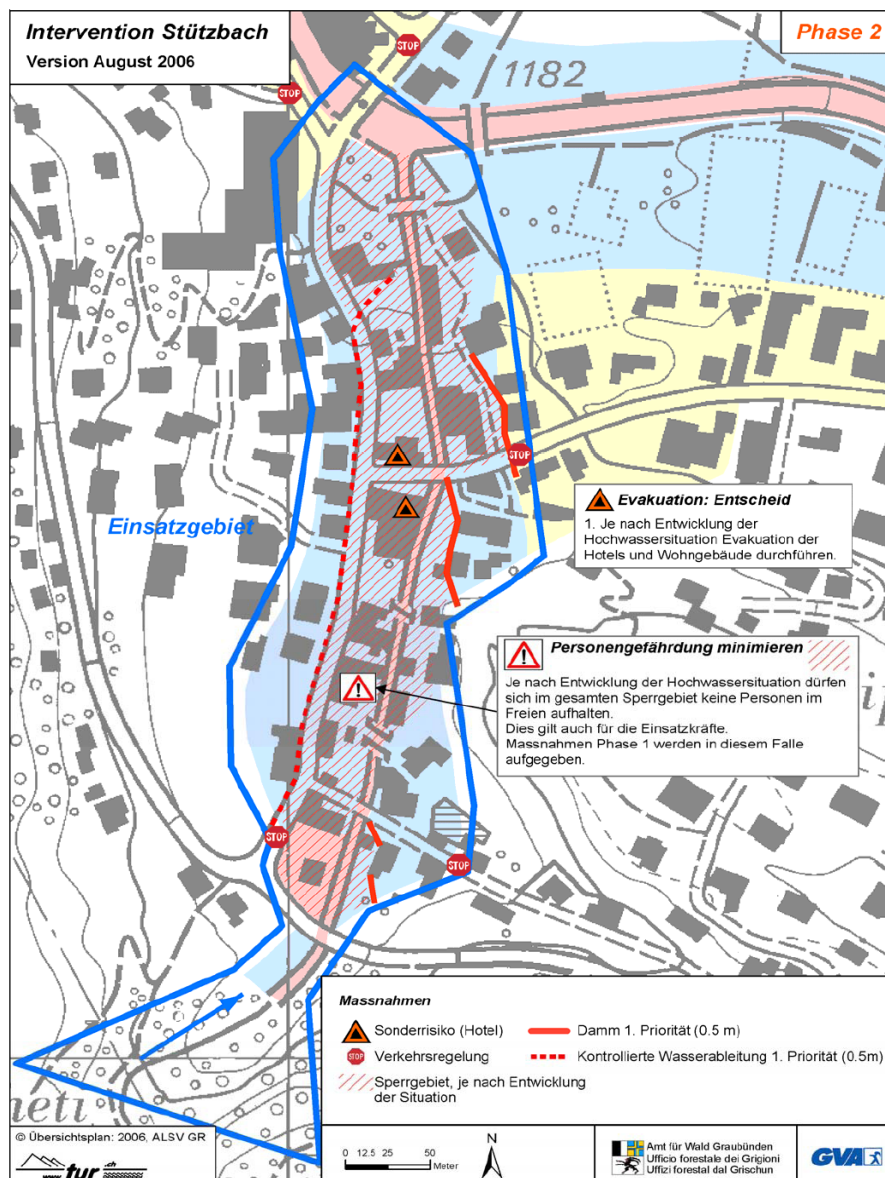 Intervention Stützbach
Version August 2006
Phase 2
STOP
STOP
1182
STOP
Einsatzgebiet
Evakuation: Entscheid
1. Je nach Entwicklung der
Hochwassersituation Evakuation der
Hotels und Wohngebäude durchführen.
Personengefährdung minimieren
Je nach Entwicklung der Hochwassersituation dürfen
sich im gesamten Sperrgebiet keine Personen im
Freien aufhalten.
Dies gilt auch für die Einsatzkräfte.
Massnahmen Phase 1 werden in diesem Falle
aufgegeben.
STOP
STOP
Massnahmen
Sonderrisiko (Hotel)
Damm 1. Priorität (0.5 m)
STOP
Verkehrsregelung
Kontrollierte Wasserableitung 1. Priorität (0.5m)
Sperrgebiet, je nach Entwicklung
der Situation
neti
© Übersichtsplan: 2006, ALSV GR
www.tur.ch
0 12.5 25 50
Meter
N
Amt für Wald Graubünden
Ufficio forestale dei Grigioni
Uffizi forestal dal Grischun
GVA